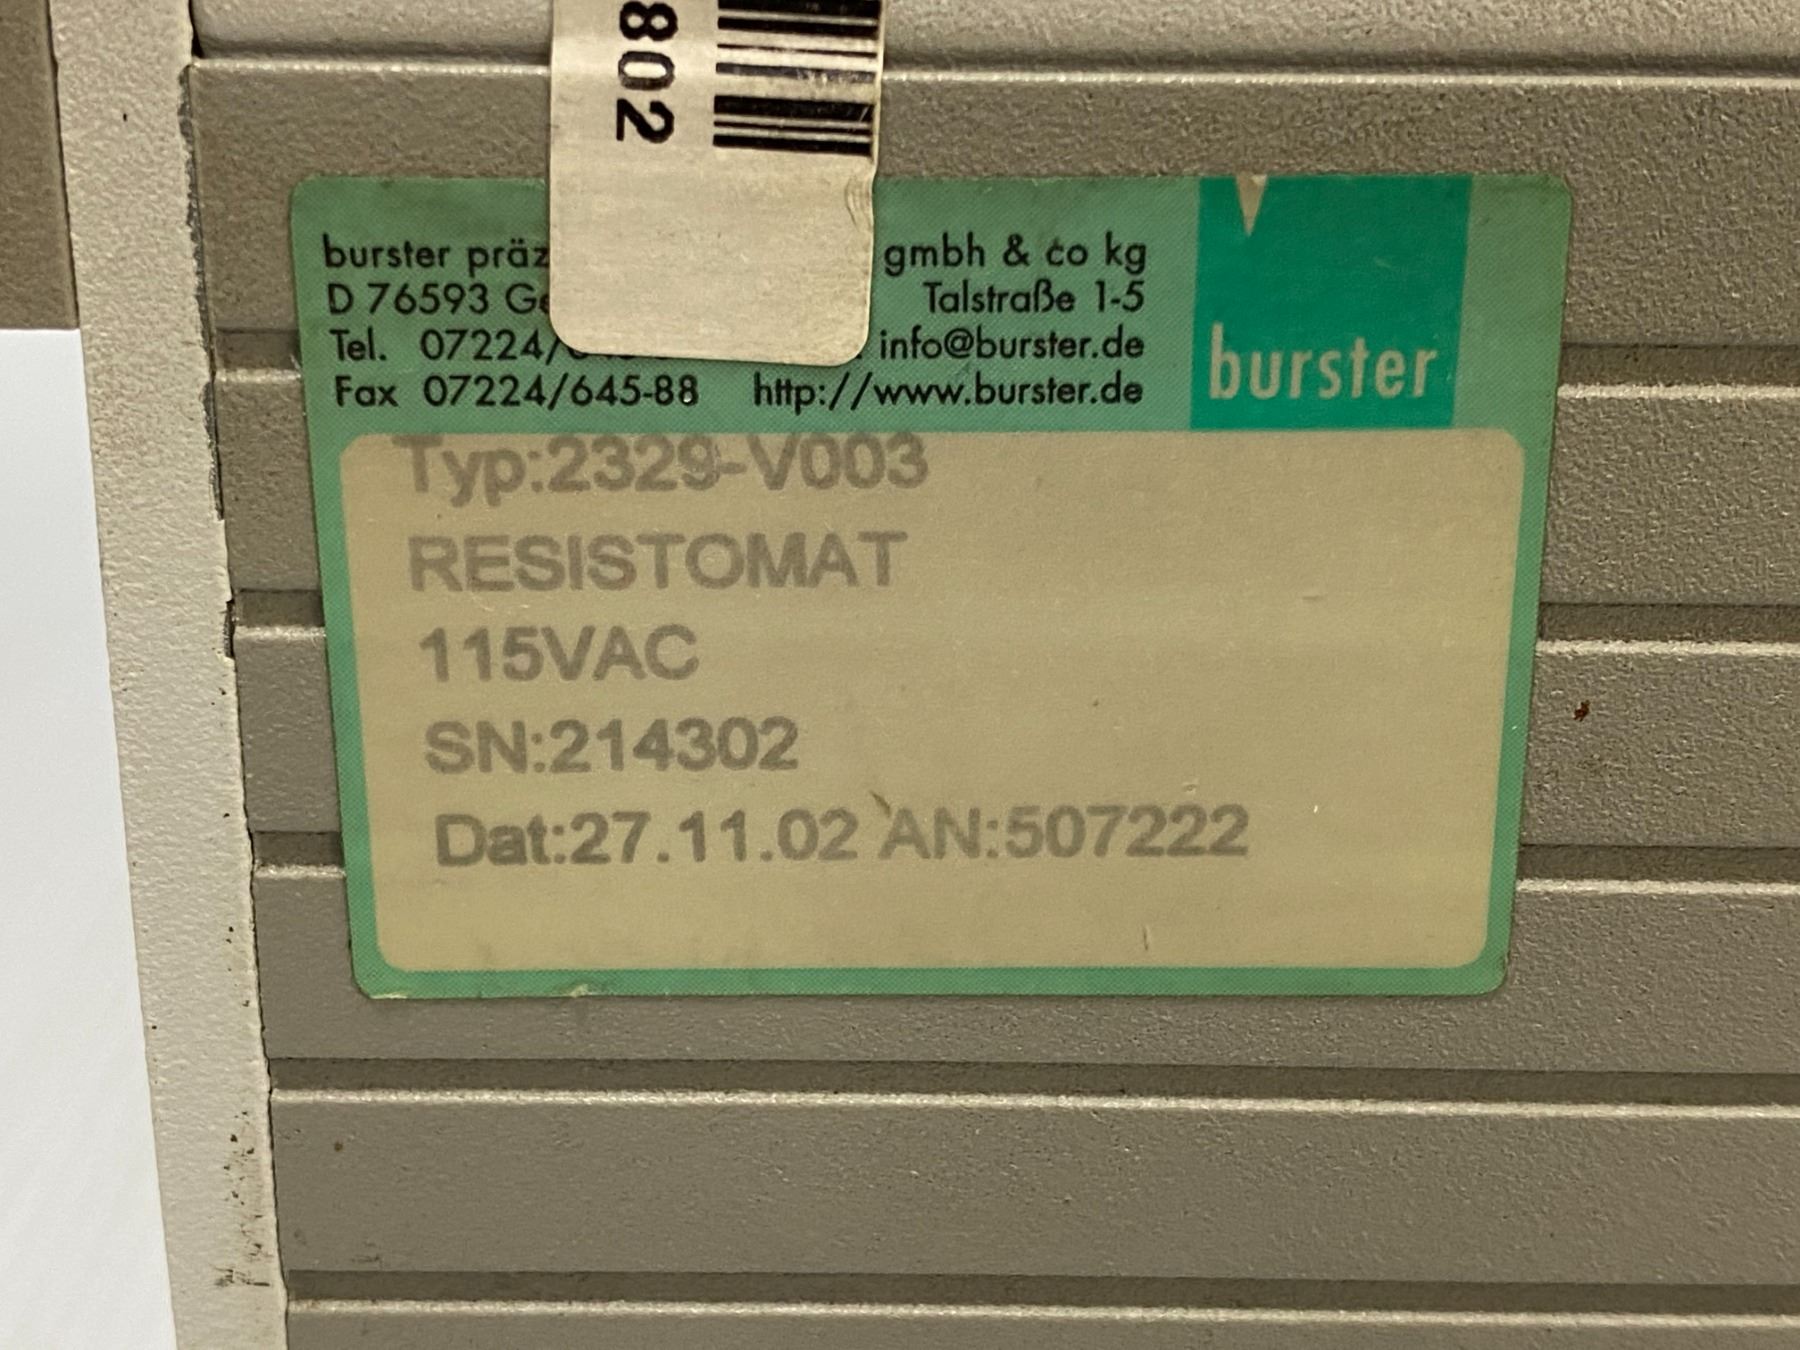 802
burster präz gmbh & co kg
D 76593 Ge Talstraße 1-5
Tel. 07224/ info@burster.de
Fax 07224/645-88 http://www.burster.de
burster
Typ:2329-V003
RESISTOMAT
115VAC
SN:214302
Dat:27.11.02 AN:507222